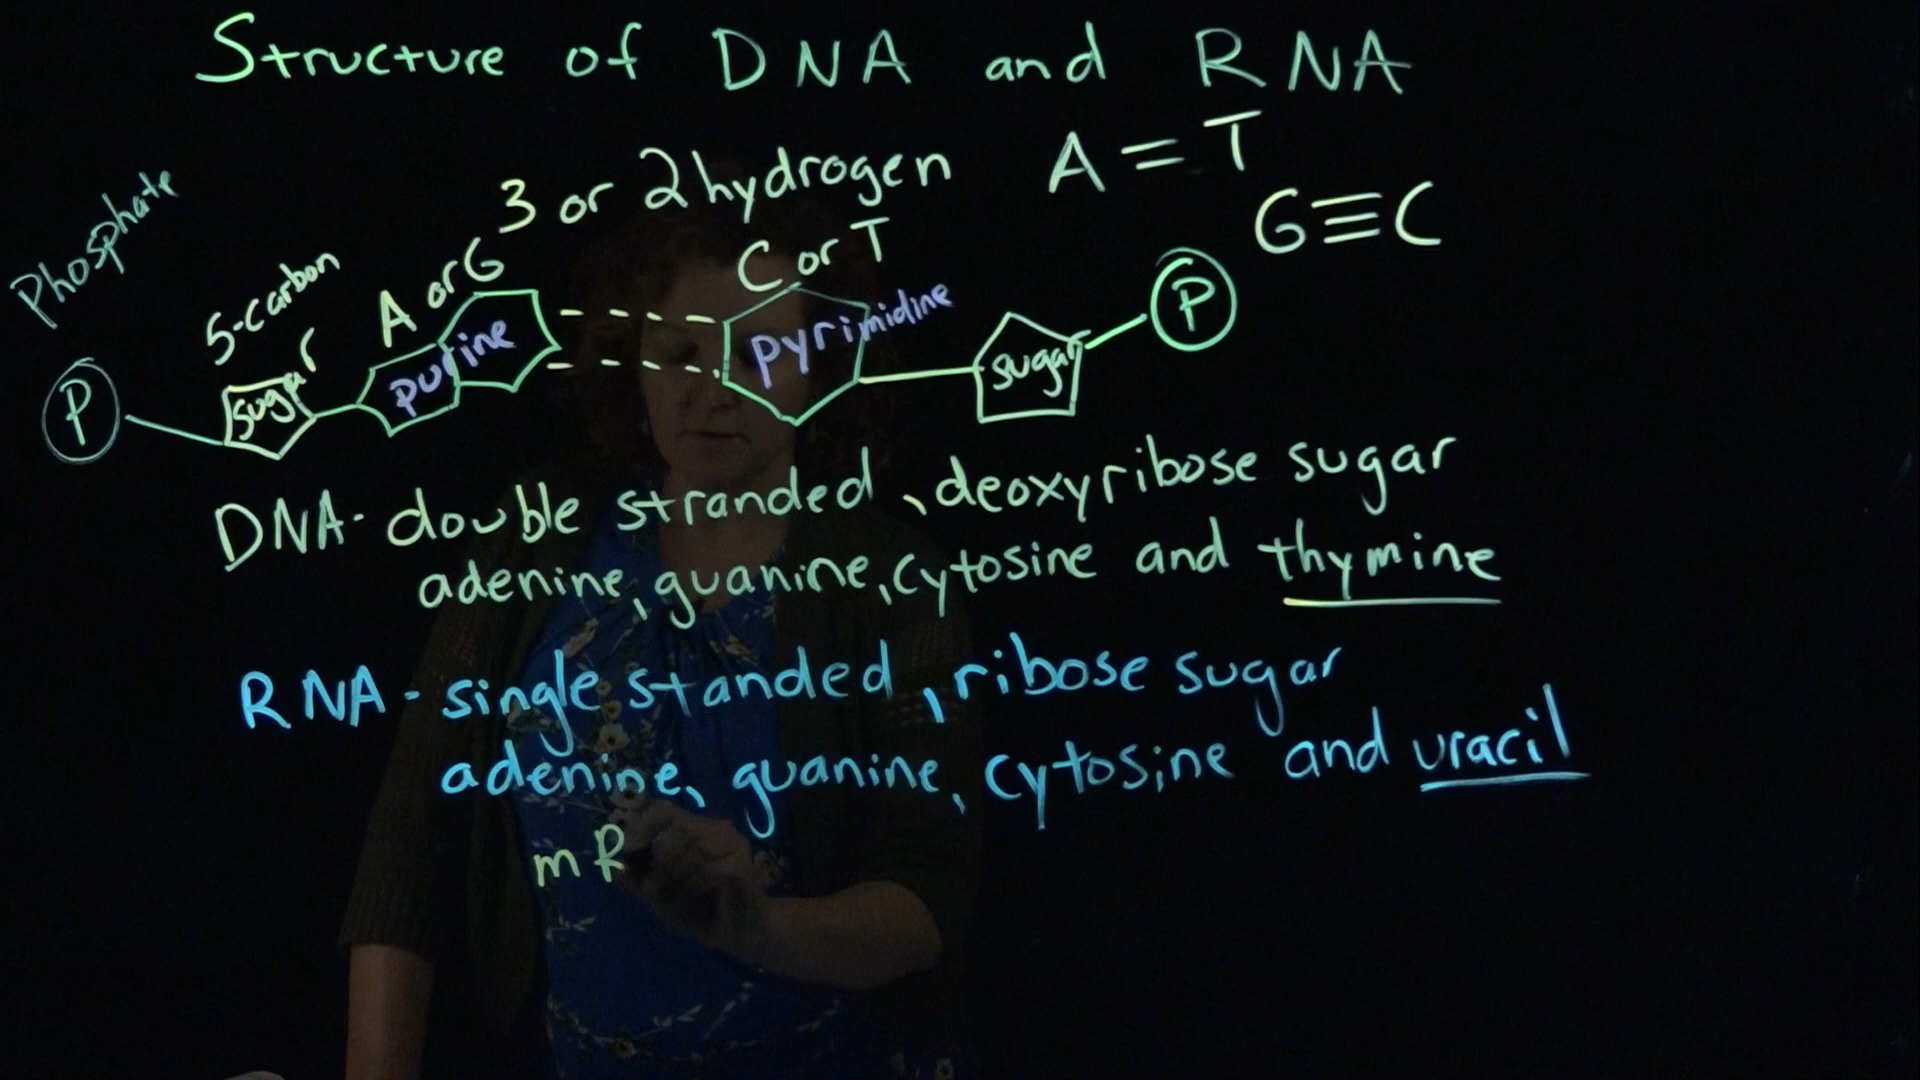 Structure of DNA and RNA
3 or 2 hydrogen
A = T
G ≡ C
Phosphate
5-carbon
A or G
C or T
P
sugar
purine
pyrimidine
sugar
P
DNA - double stranded, deoxyribose sugar
adenine, guanine, cytosine and thymine
RNA - single standed, ribose sugar
adenine, guanine, cytosine and uracil
mR